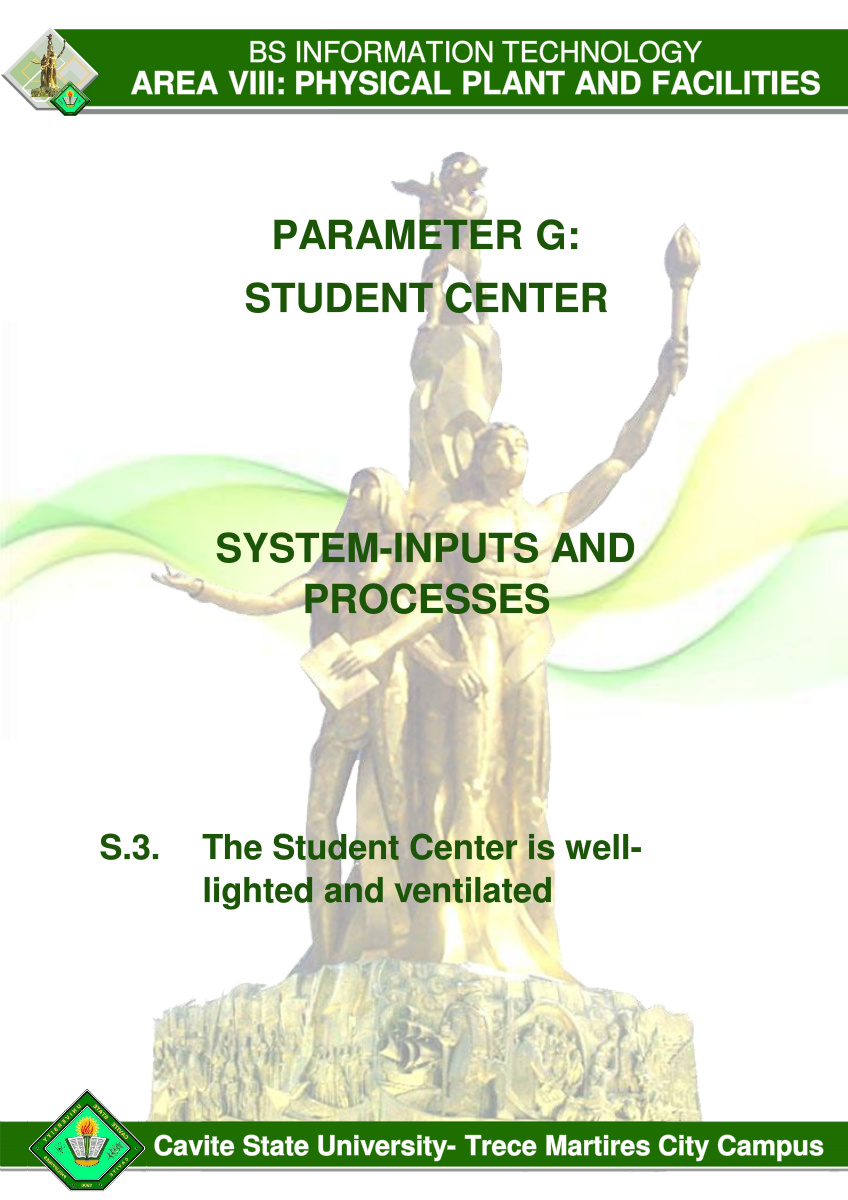 BS INFORMATION TECHNOLOGY
AREA VIII: PHYSICAL PLANT AND FACILITIES
PARAMETER G:
STUDENT CENTER
SYSTEM-INPUTS AND
PROCESSES
S.3. The Student Center is well-
lighted and ventilated
Cavite State University- Trece Martires City Campus